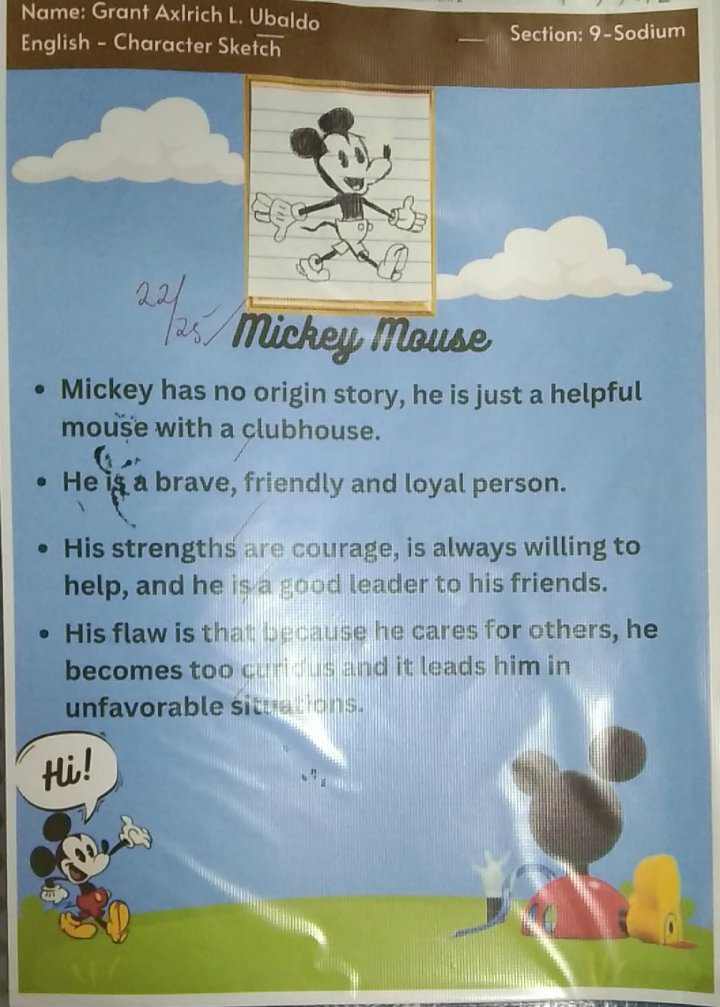 Name: Grant Axlrich L. Ubaldo
English - Character Sketch
Section: 9-Sodium
22/25
Mickey Mouse
• Mickey has no origin story, he is just a helpful
mouse with a clubhouse.
• He is a brave, friendly and loyal person.
• His strengths are courage, is always willing to
help, and he is a good leader to his friends.
• His flaw is that because he cares for others, he
becomes too curious and it leads him in
unfavorable situations.
Hi!